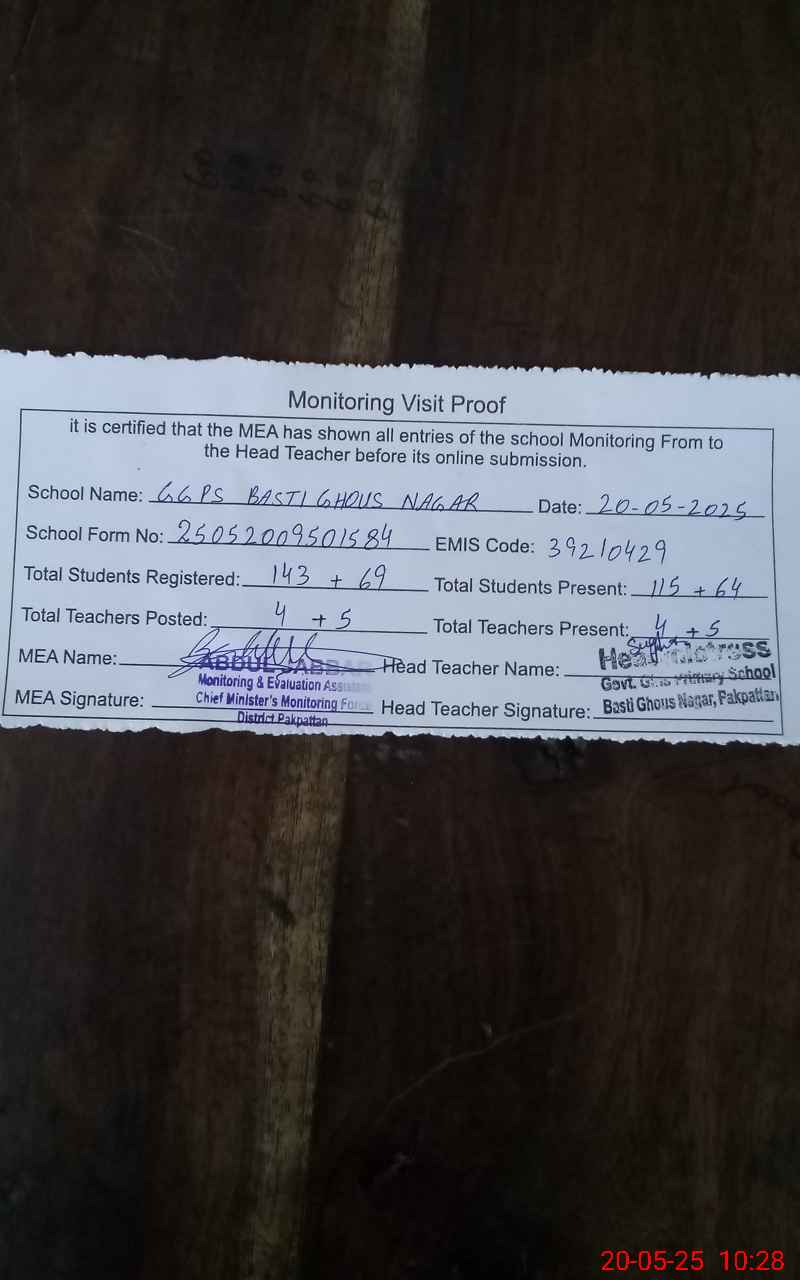 Monitoring Visit Proof
it is certified that the MEA has shown all entries of the school Monitoring From to
the Head Teacher before its online submission.
School Name: GGPS BASTI GHOUS NAGAR Date: 20-05-2025
School Form No: 25052009501584 EMIS Code: 39210429
Total Students Registered: 143 + 69 Total Students Present: 115 + 64
Total Teachers Posted: 4 + 5 Total Teachers Present: 4 + 5
MEA Name: ABDUL JABBAR Head Teacher Name: Headmistress
Monitoring & Evaluation Assistant Govt. Girls Primary School
MEA Signature: Chief Minister's Monitoring Force Head Teacher Signature: Basti Ghous Nagar, Pakpattan
District Pakpattan
20-05-25 10:28